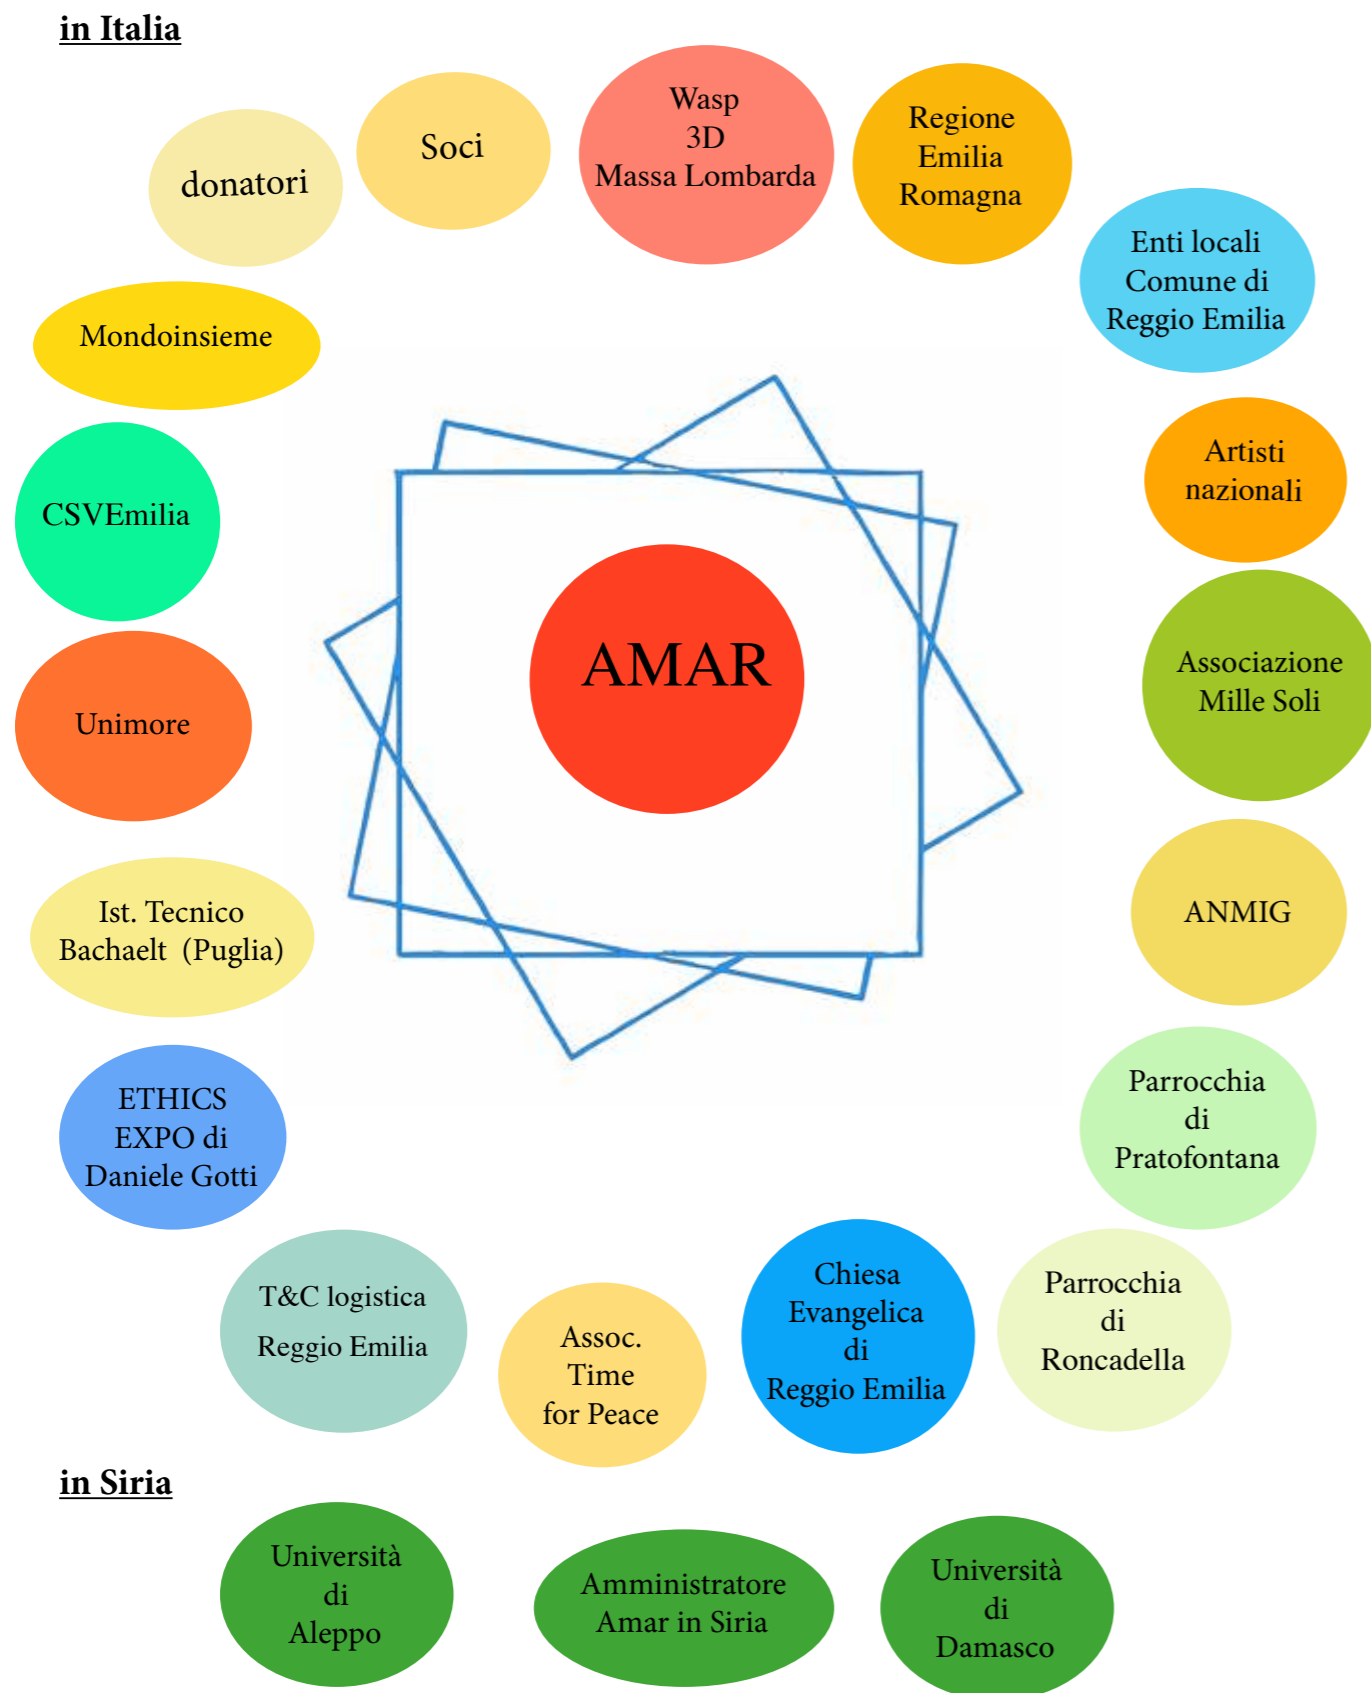 in Italia
donatori
Soci
Wasp
3D
Massa Lombarda
Regione
Emilia
Romagna
Enti locali
Comune di
Reggio Emilia
Mondoinsieme
Artisti
nazionali
CSVEmilia
AMAR
Associazione
Mille Soli
Unimore
ANMIG
Ist. Tecnico
Bachaelt (Puglia)
Parrocchia
di
Pratofontana
ETHICS
EXPO di
Daniele Gotti
T&C logistica
Reggio Emilia
Assoc.
Time
for Peace
Chiesa
Evangelica
di
Reggio Emilia
Parrocchia
di
Roncadella
in Siria
Università
di
Aleppo
Amministratore
Amar in Siria
Università
di
Damasco